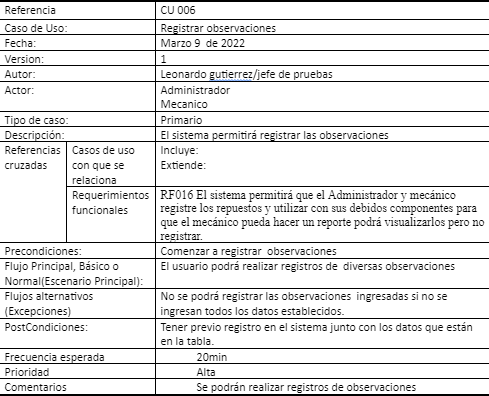 Referencia CU 006
Caso de Uso: Registrar observaciones
Fecha: Marzo 9 de 2022
Version: 1
Autor: Leonardo gutierrez/jefe de pruebas
Actor: Administrador
Mecanico
Tipo de caso: Primario
Descripción: El sistema permitirá registrar las observaciones
Referencias cruzadas
Casos de uso con que se relaciona
Incluye:
Extiende:
Requerimientos funcionales
RF016 El sistema permitirá que el Administrador y mecánico
registre los repuestos y utilizar con sus debidos componentes para
que el mecánico pueda hacer un reporte podrá visualizarlos pero no
registrar.
Precondiciones: Comenzar a registrar observaciones
Flujo Principal, Básico o
Normal(Escenario Principal):
El usuario podrá realizar registros de diversas observaciones
Flujos alternativos
(Excepciones)
No se podrá registrar las observaciones ingresadas si no se
ingresan todos los datos establecidos.
PostCondiciones: Tener previo registro en el sistema junto con los datos que están
en la tabla.
Frecuencia esperada 20min
Prioridad Alta
Comentarios Se podrán realizar registros de observaciones